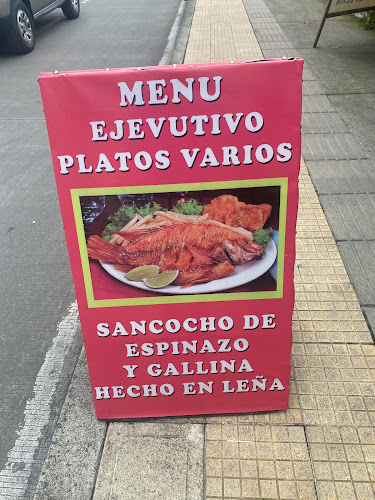 MENU
EJEVUTIVO
PLATOS VARIOS
SANCOCHO DE
ESPINAZO
Y GALLINA
HECHO EN LEÑA